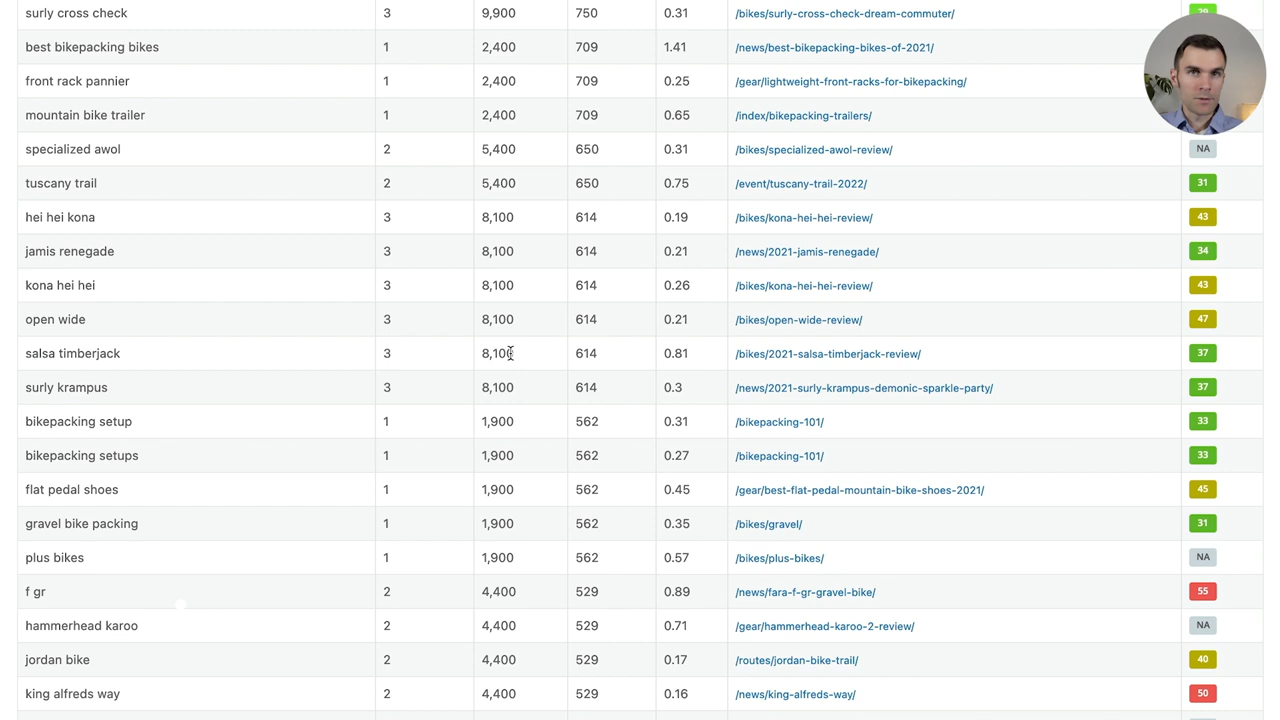 surly cross check 3 9,900 750 0.31 /bikes/surly-cross-check-dream-commuter/ 29
best bikepacking bikes 1 2,400 709 1.41 /news/best-bikepacking-bikes-of-2021/
front rack pannier 1 2,400 709 0.25 /gear/lightweight-front-racks-for-bikepacking/
mountain bike trailer 1 2,400 709 0.65 /index/bikepacking-trailers/
specialized awol 2 5,400 650 0.31 /bikes/specialized-awol-review/ NA
tuscany trail 2 5,400 650 0.75 /event/tuscany-trail-2022/ 31
hei hei kona 3 8,100 614 0.19 /bikes/kona-hei-hei-review/ 43
jamis renegade 3 8,100 614 0.21 /news/2021-jamis-renegade/ 34
kona hei hei 3 8,100 614 0.26 /bikes/kona-hei-hei-review/ 43
open wide 3 8,100 614 0.21 /bikes/open-wide-review/ 47
salsa timberjack 3 8,100 614 0.81 /bikes/2021-salsa-timberjack-review/ 37
surly krampus 3 8,100 614 0.3 /news/2021-surly-krampus-demonic-sparkle-party/ 37
bikepacking setup 1 1,900 562 0.31 /bikepacking-101/ 33
bikepacking setups 1 1,900 562 0.27 /bikepacking-101/ 33
flat pedal shoes 1 1,900 562 0.45 /gear/best-flat-pedal-mountain-bike-shoes-2021/ 45
gravel bike packing 1 1,900 562 0.35 /bikes/gravel/ 31
plus bikes 1 1,900 562 0.57 /bikes/plus-bikes/ NA
f gr 2 4,400 529 0.89 /news/fara-f-gr-gravel-bike/ 55
hammerhead karoo 2 4,400 529 0.71 /gear/hammerhead-karoo-2-review/ NA
jordan bike 2 4,400 529 0.17 /routes/jordan-bike-trail/ 40
king alfreds way 2 4,400 529 0.16 /news/king-alfreds-way/ 50